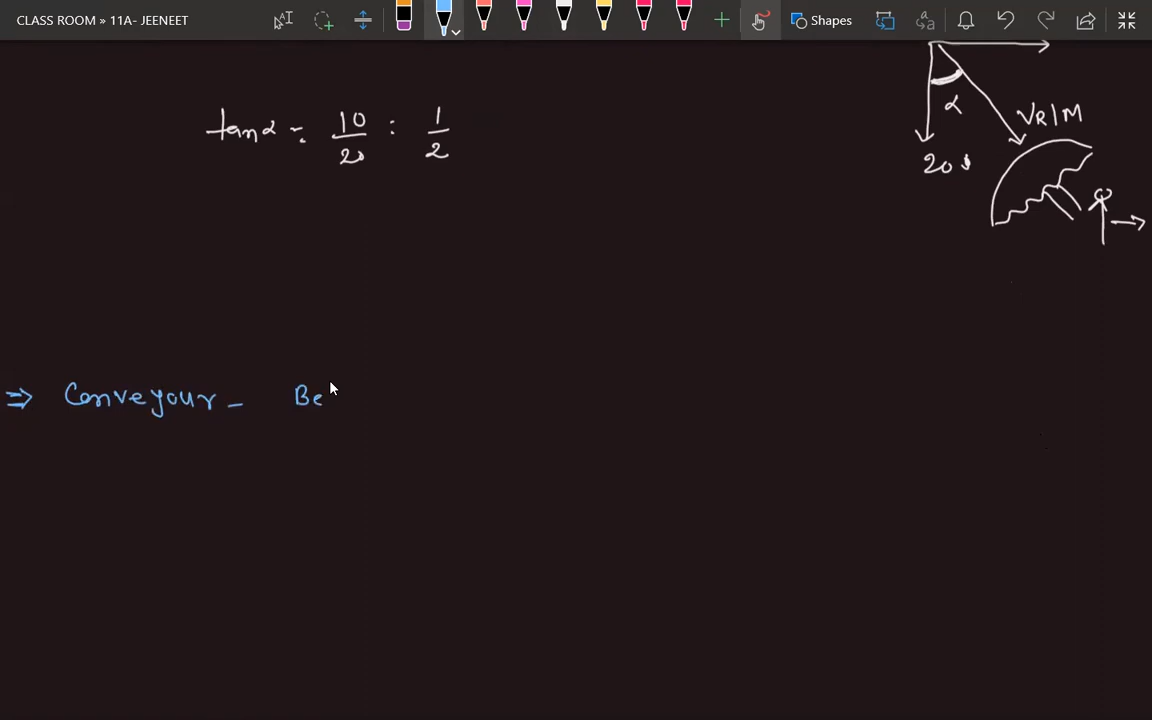 CLASS ROOM » 11A- JEENEET
Shapes
tanα = 10/20 : 1/2
α
VR/M
20
⇒ Conveyour - Be